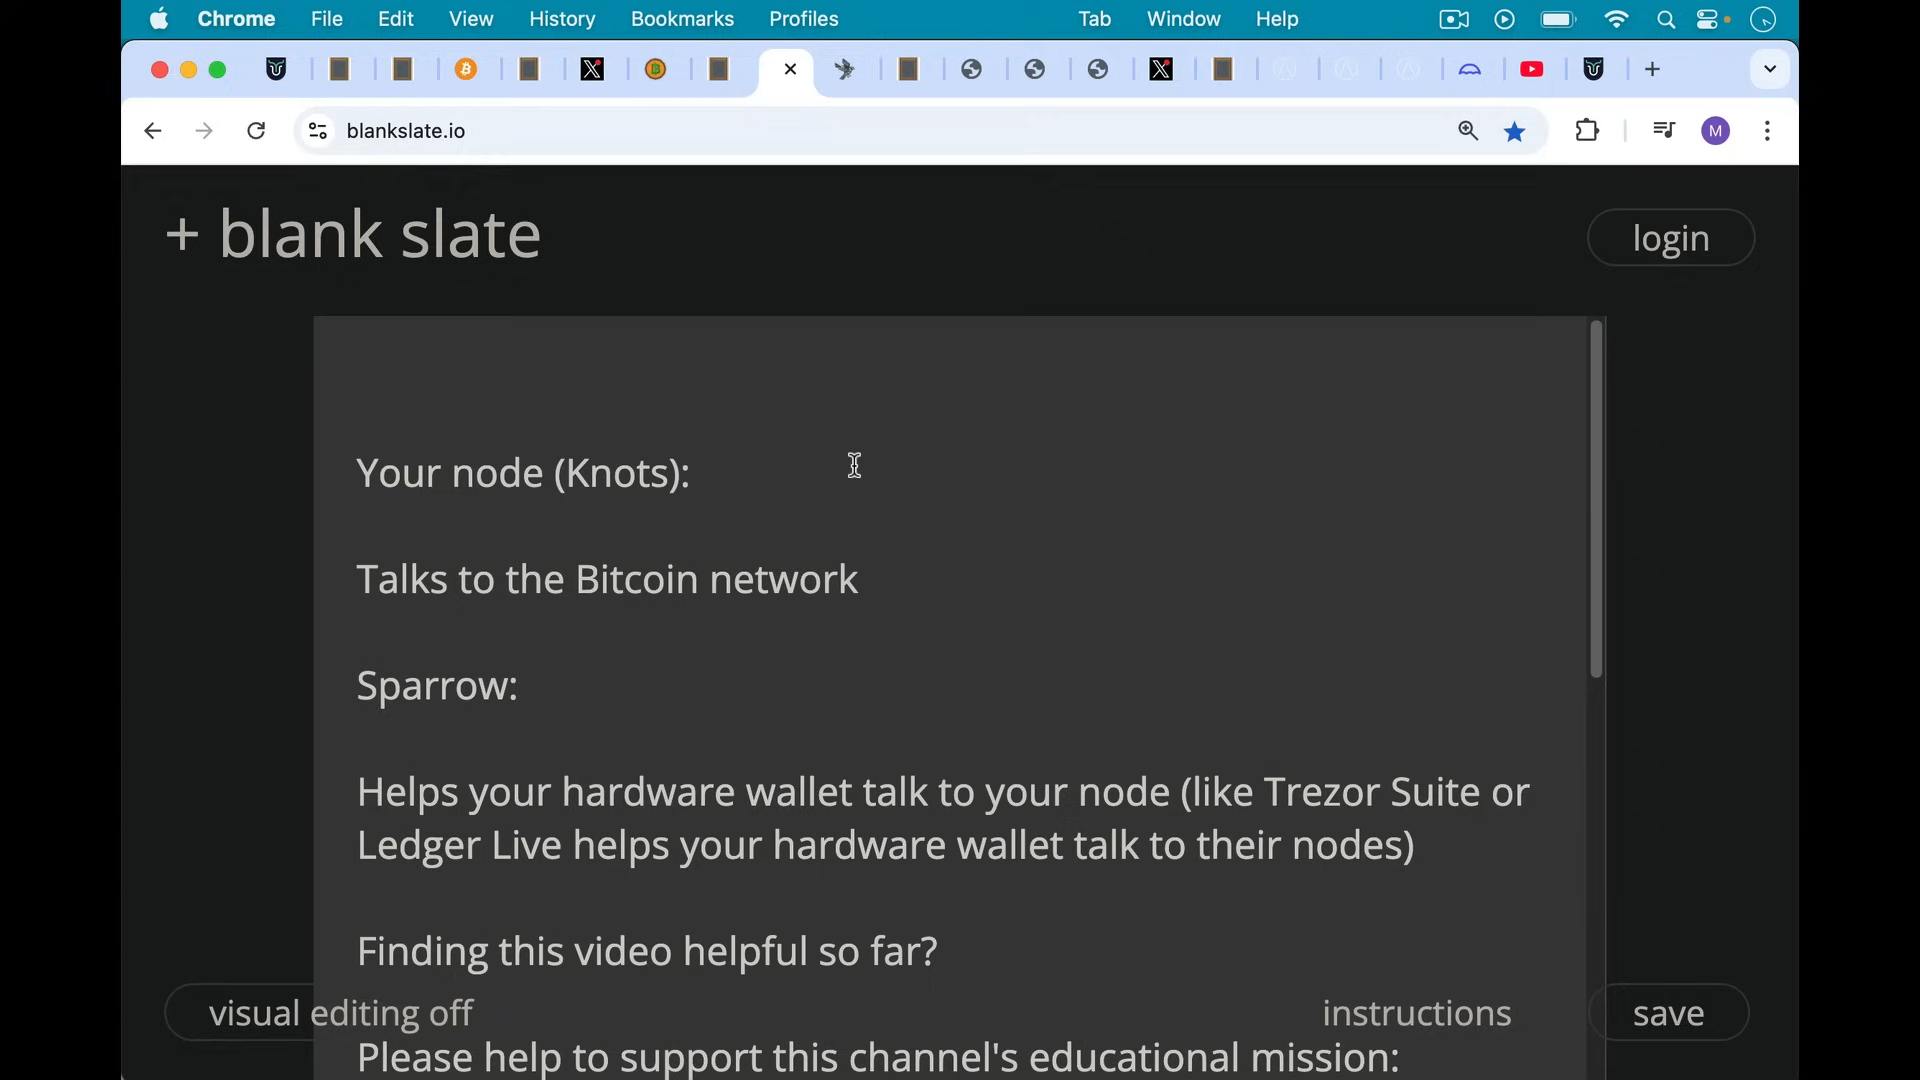 Chrome File Edit View History Bookmarks Profiles Tab Window Help
blankslate.io
M
+ blank slate
login
Your node (Knots):
Talks to the Bitcoin network
Sparrow:
Helps your hardware wallet talk to your node (like Trezor Suite or
Ledger Live helps your hardware wallet talk to their nodes)
Finding this video helpful so far?
visual editing off
instructions
save
Please help to support this channel's educational mission: